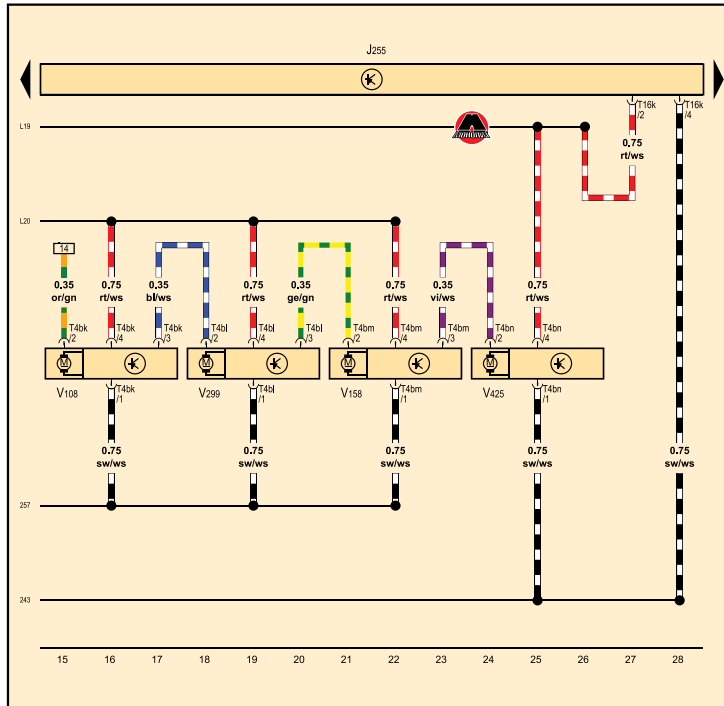 J255
T16k
/2
T16k
/4
L19
AUTHORITY
0.75
rt/ws
L20
14
0.35
or/gn
0.75
rt/ws
0.35
bl/ws
0.75
rt/ws
0.35
ge/gn
0.75
rt/ws
0.35
vi/ws
0.75
rt/ws
T4bk
/2
T4bk
/4
T4bk
/3
T4bl
/2
T4bl
/4
T4bl
/3
T4bm
/2
T4bm
/4
T4bm
/3
T4bn
/2
T4bn
/4
M
M
M
M
V108
T4bk
/1
V299
T4bl
/1
V158
T4bm
/1
V425
T4bn
/1
0.75
sw/ws
0.75
sw/ws
0.75
sw/ws
0.75
sw/ws
0.75
sw/ws
257
243
15 16 17 18 19 20 21 22 23 24 25 26 27 28